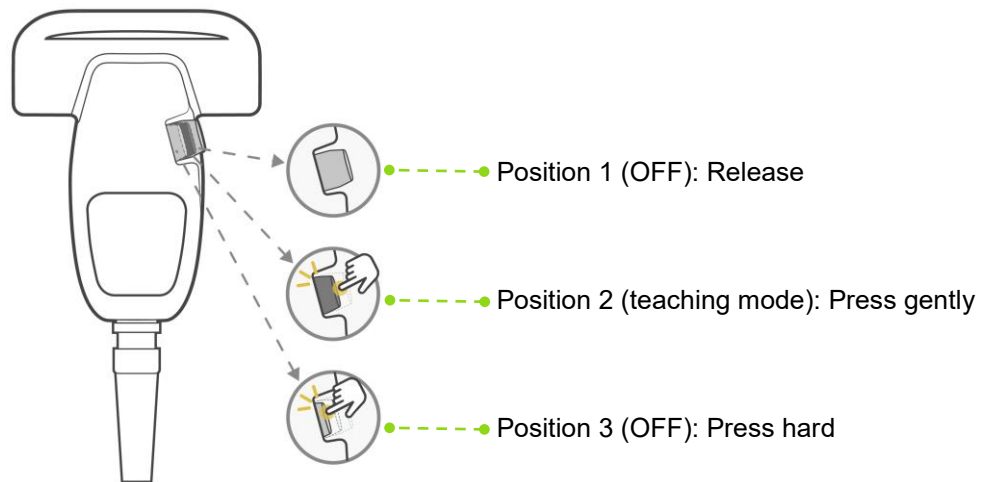 Position 1 (OFF): Release
Position 2 (teaching mode): Press gently
Position 3 (OFF): Press hard